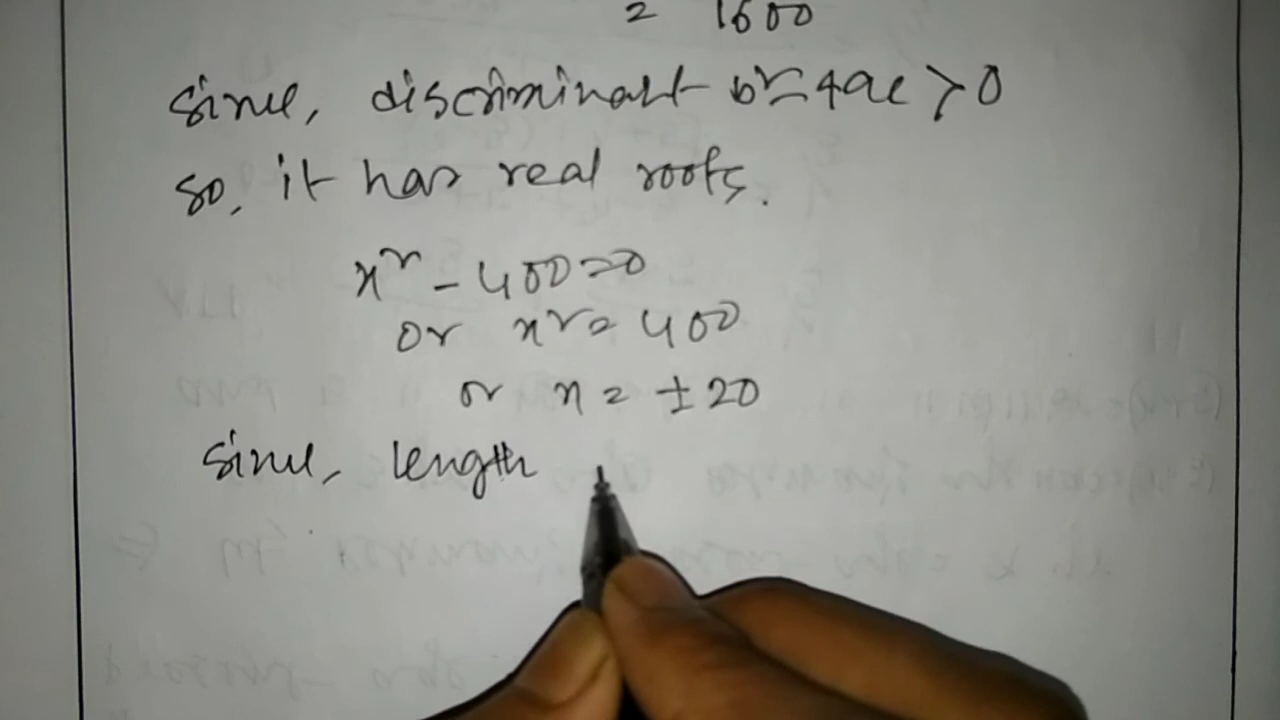 = 1600
Since, discriminant b²-4ac > 0
so, it has real roots.
x² - 400 = 0
or x² = 400
or x = ± 20
Since, length